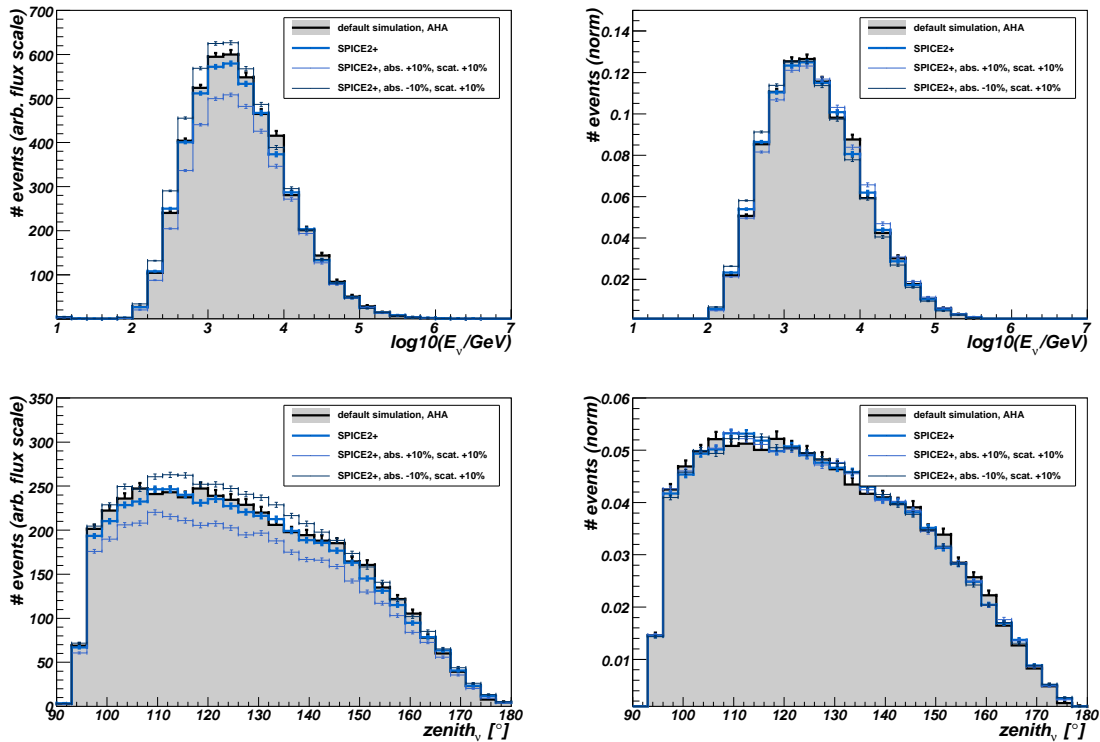 # events (arb. flux scale)
700
600
500
400
300
200
100
default simulation, AHA
SPICE2+
SPICE2+, abs. +10%, scat. +10%
SPICE2+, abs. -10%, scat. +10%
1 2 3 4 5 6 7
log10(E_ν/GeV)
# events (norm)
0.14
0.12
0.1
0.08
0.06
0.04
0.02
default simulation, AHA
SPICE2+
SPICE2+, abs. +10%, scat. +10%
SPICE2+, abs. -10%, scat. +10%
1 2 3 4 5 6 7
log10(E_ν/GeV)
# events (arb. flux scale)
350
300
250
200
150
100
50
0
default simulation, AHA
SPICE2+
SPICE2+, abs. +10%, scat. +10%
SPICE2+, abs. -10%, scat. +10%
90 100 110 120 130 140 150 160 170 180
zenith_ν [°]
# events (norm)
0.06
0.05
0.04
0.03
0.02
0.01
default simulation, AHA
SPICE2+
SPICE2+, abs. +10%, scat. +10%
SPICE2+, abs. -10%, scat. +10%
90 100 110 120 130 140 150 160 170 180
zenith_ν [°]